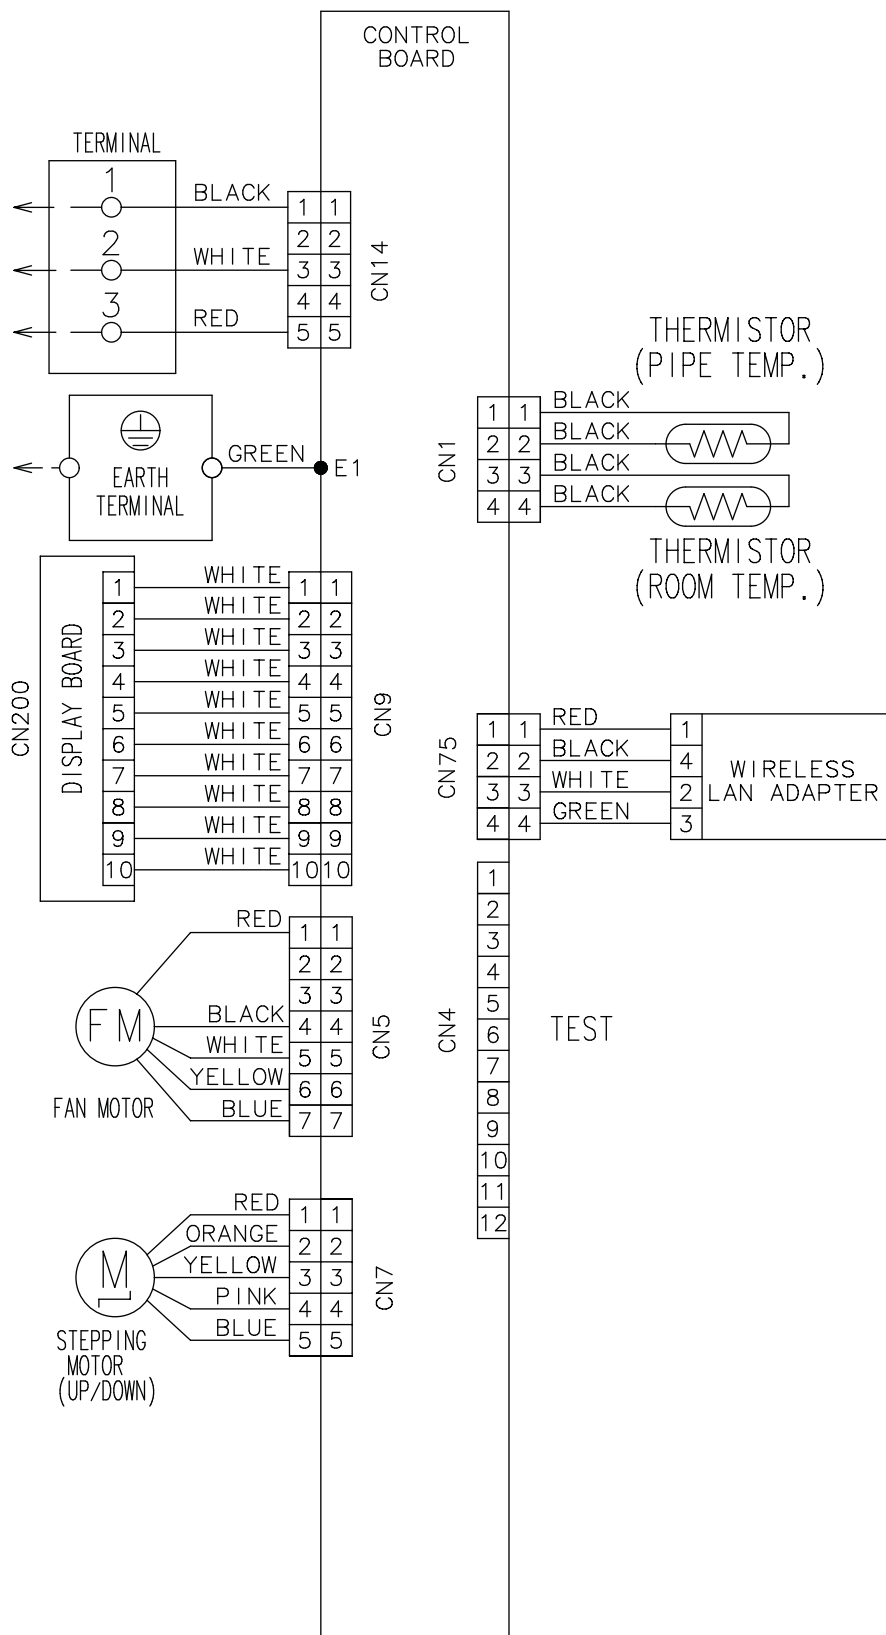 CONTROL
BOARD
TERMINAL
1
BLACK
1 1
2 2
2
WHITE
3 3
3
4 4
RED
5 5
CN14
EARTH
TERMINAL
GREEN
E1
THERMISTOR
(PIPE TEMP.)
CN1
1 1 BLACK
2 2 BLACK
3 3 BLACK
4 4 BLACK
THERMISTOR
(ROOM TEMP.)
CN200
DISPLAY BOARD
1 WHITE 1 1
2 WHITE 2 2
3 WHITE 3 3
4 WHITE 4 4
5 WHITE 5 5
6 WHITE 6 6
7 WHITE 7 7
8 WHITE 8 8
9 WHITE 9 9
10 WHITE 10 10
CN9
CN75
1 1 RED 1
2 2 BLACK 4
3 3 WHITE 2
4 4 GREEN 3
WIRELESS
LAN ADAPTER
RED 1 1
2 2
3 3
BLACK 4 4
WHITE 5 5
YELLOW 6 6
BLUE 7 7
CN5
FM
FAN MOTOR
CN4
1
2
3
4
5
6
7
8
9
10
11
12
TEST
RED 1 1
ORANGE 2 2
YELLOW 3 3
PINK 4 4
BLUE 5 5
CN7
M
STEPPING
MOTOR
(UP/DOWN)